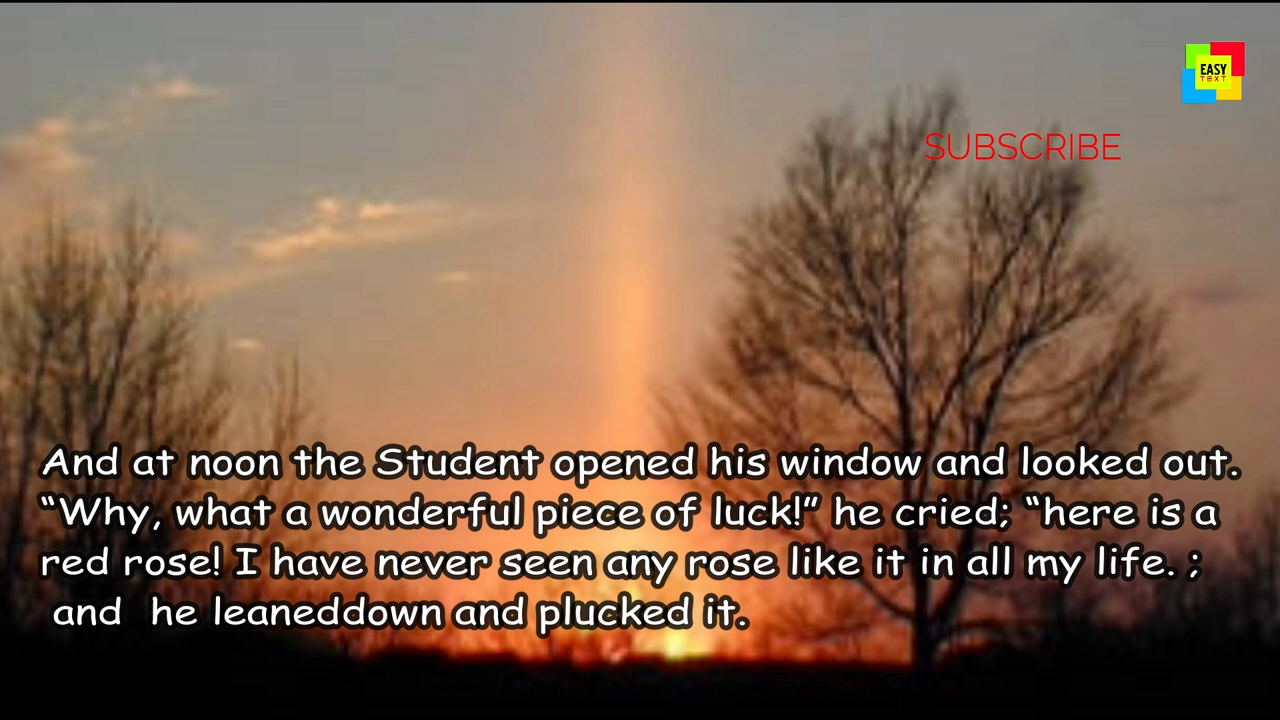 EASY
TEXT
SUBSCRIBE
And at noon the Student opened his window and looked out.
“Why, what a wonderful piece of luck!” he cried; “here is a
red rose! I have never seen any rose like it in all my life. ;
and he leaneddown and plucked it.